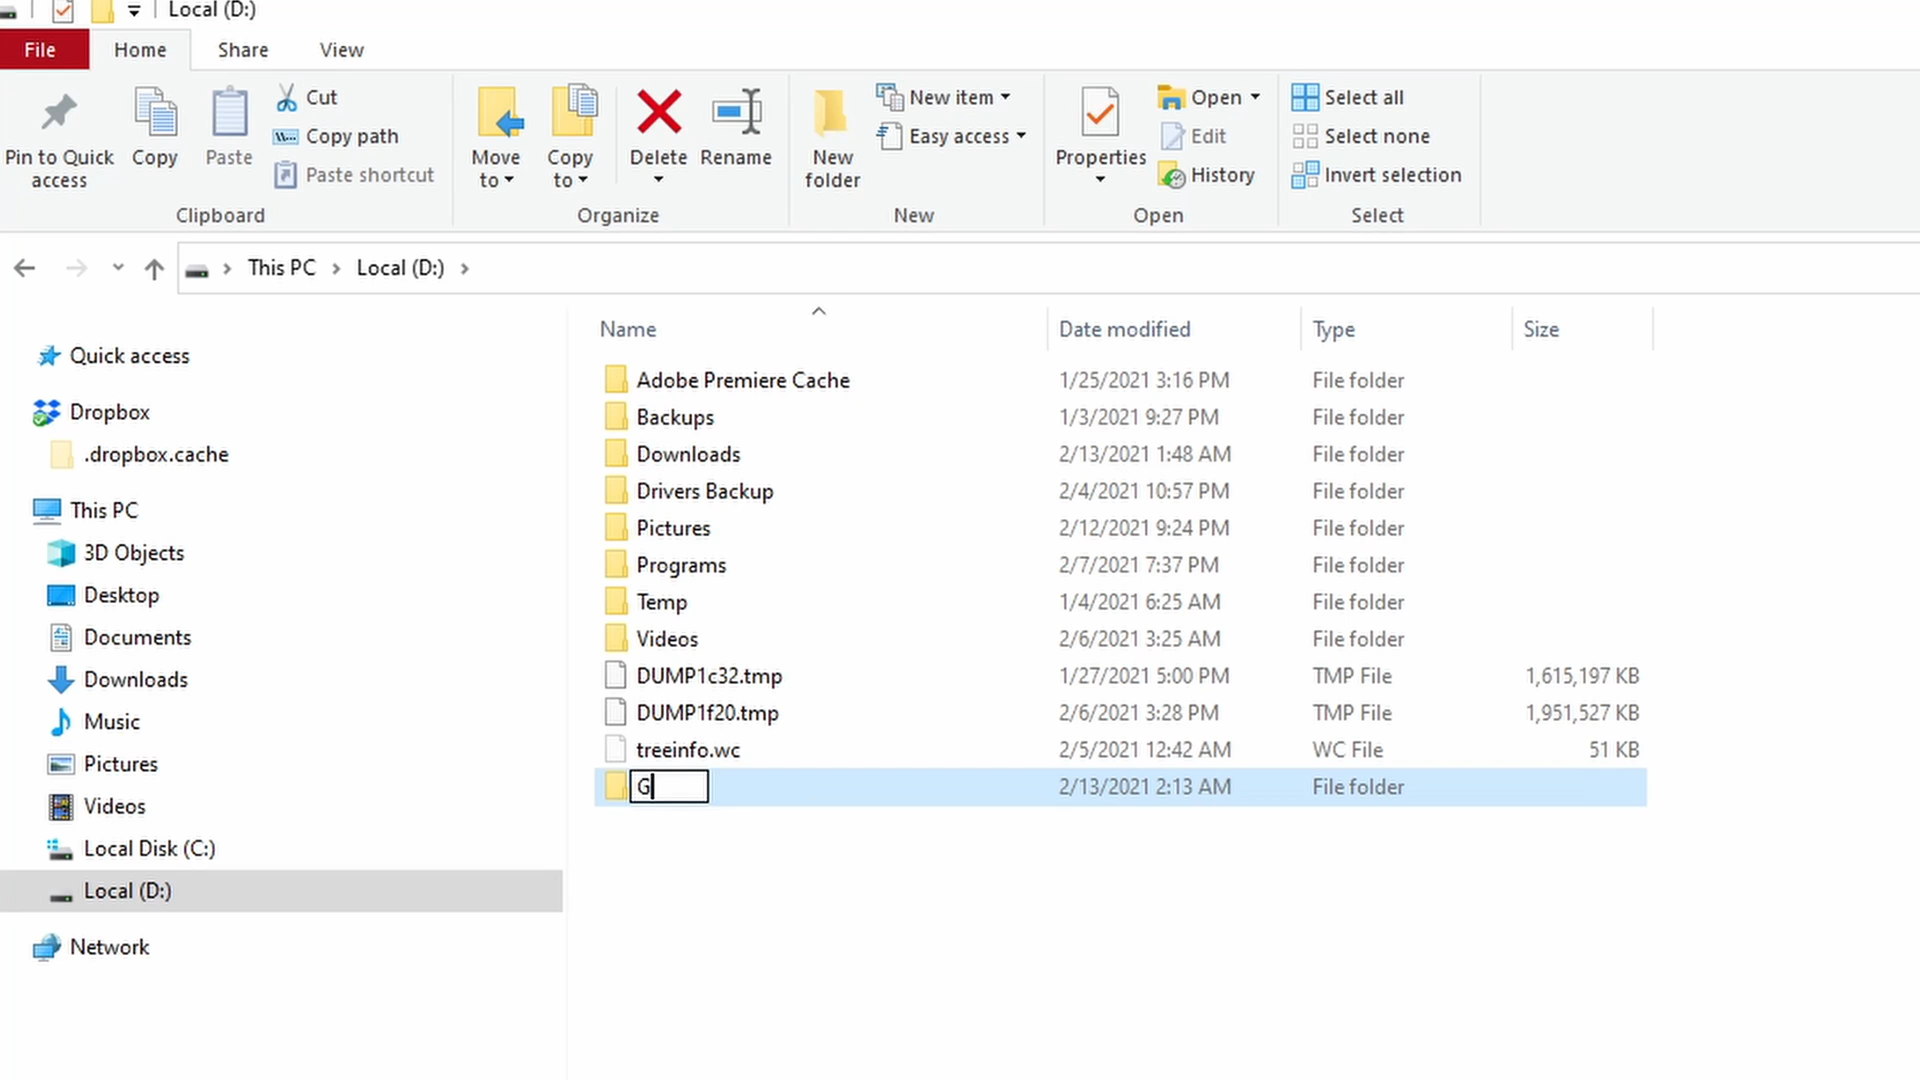 Local (D:)
File Home Share View
Pin to Quick access
Copy
Paste
Cut
Copy path
Paste shortcut
Clipboard
Move to
Copy to
Delete
Rename
Organize
New folder
New item
Easy access
New
Properties
Open
Edit
History
Open
Select all
Select none
Invert selection
Select
This PC Local (D:)
Quick access
Dropbox
.dropbox.cache
This PC
3D Objects
Desktop
Documents
Downloads
Music
Pictures
Videos
Local Disk (C:)
Local (D:)
Network
Name Date modified Type Size
Adobe Premiere Cache 1/25/2021 3:16 PM File folder
Backups 1/3/2021 9:27 PM File folder
Downloads 2/13/2021 1:48 AM File folder
Drivers Backup 2/4/2021 10:57 PM File folder
Pictures 2/12/2021 9:24 PM File folder
Programs 2/7/2021 7:37 PM File folder
Temp 1/4/2021 6:25 AM File folder
Videos 2/6/2021 3:25 AM File folder
DUMP1c32.tmp 1/27/2021 5:00 PM TMP File 1,615,197 KB
DUMP1f20.tmp 2/6/2021 3:28 PM TMP File 1,951,527 KB
treeinfo.wc 2/5/2021 12:42 AM WC File 51 KB
G 2/13/2021 2:13 AM File folder